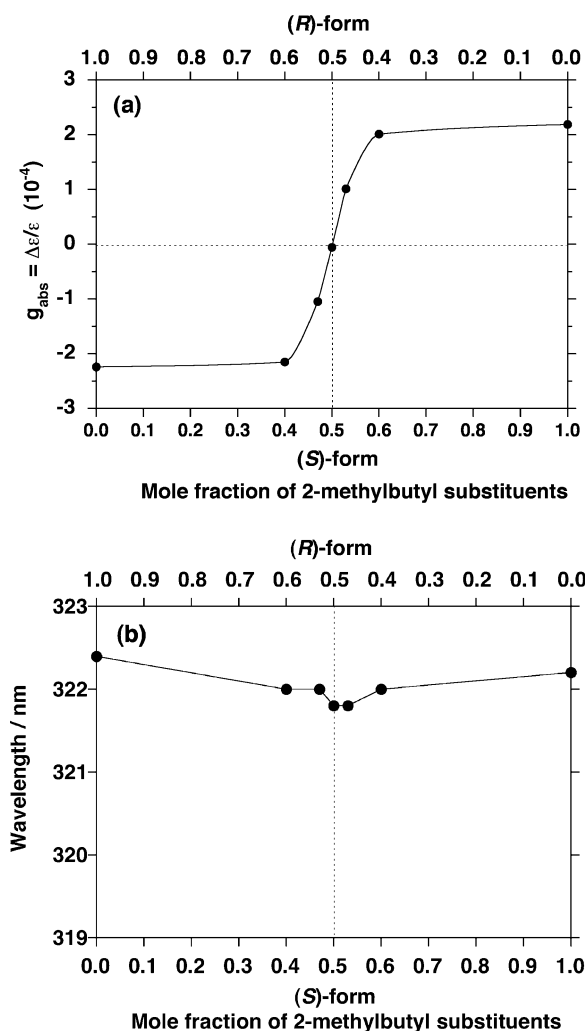 (R)-form
1.0 0.9 0.8 0.7 0.6 0.5 0.4 0.3 0.2 0.1 0.0
(a)
3
2
1
0
-1
-2
-3
g_abs = Δε/ε (10^-4)
0.0 0.1 0.2 0.3 0.4 0.5 0.6 0.7 0.8 0.9 1.0
(S)-form
Mole fraction of 2-methylbutyl substituents
(R)-form
1.0 0.9 0.8 0.7 0.6 0.5 0.4 0.3 0.2 0.1 0.0
(b)
323
322
321
320
319
Wavelength / nm
0.0 0.1 0.2 0.3 0.4 0.5 0.6 0.7 0.8 0.9 1.0
(S)-form
Mole fraction of 2-methylbutyl substituents